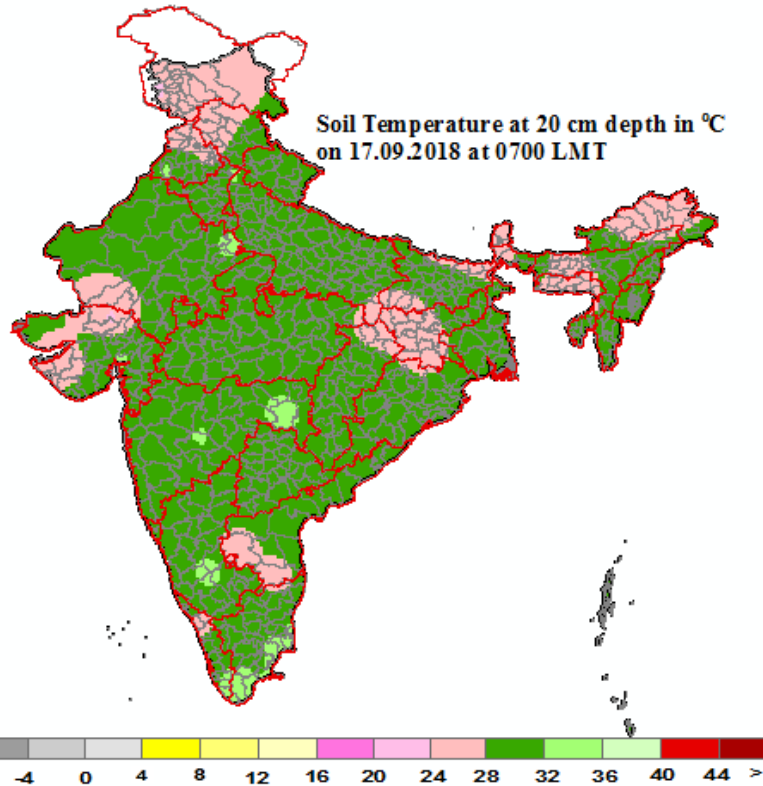 Soil Temperature at 20 cm depth in °C
on 17.09.2018 at 0700 LMT
-4 0 4 8 12 16 20 24 28 32 36 40 44 >